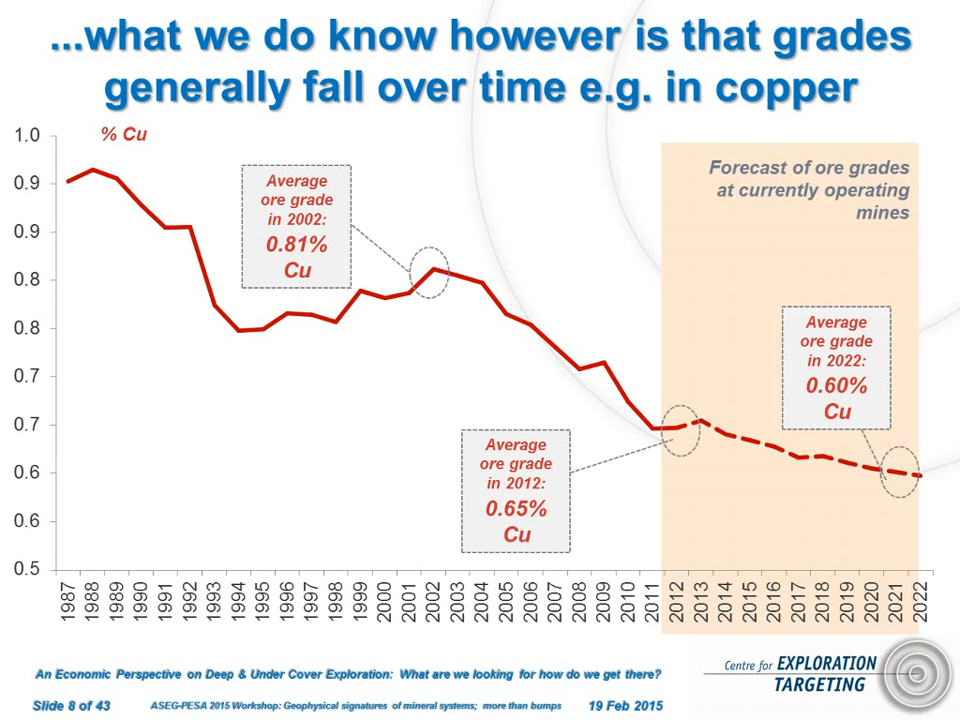 ...what we do know however is that grades
generally fall over time e.g. in copper
% Cu
1.0
0.9
0.9
0.8
0.8
0.7
0.7
0.6
0.6
0.5
Average
ore grade
in 2002:
0.81%
Cu
Forecast of ore grades
at currently operating
mines
Average
ore grade
in 2022:
0.60%
Cu
Average
ore grade
in 2012:
0.65%
Cu
1987
1988
1989
1990
1991
1992
1993
1994
1995
1996
1997
1998
1999
2000
2001
2002
2003
2004
2005
2006
2007
2008
2009
2010
2011
2012
2013
2014
2015
2016
2017
2018
2019
2020
2021
2022
An Economic Perspective on Deep & Under Cover Exploration: What are we looking for how do we get there?
Centre for EXPLORATION
TARGETING
Slide 8 of 43
ASEG-PESA 2015 Workshop: Geophysical signatures of mineral systems; more than bumps
19 Feb 2015